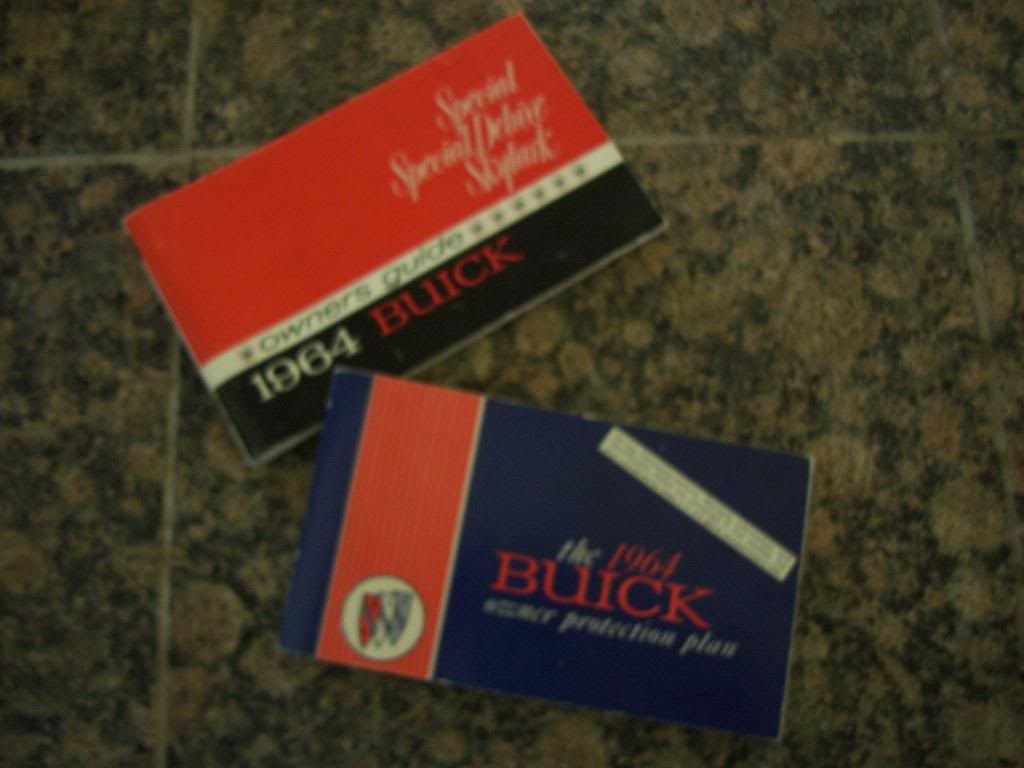 Special
Special Deluxe
Skylark
owners guide
1964 BUICK
the 1964
BUICK
owner protection plan